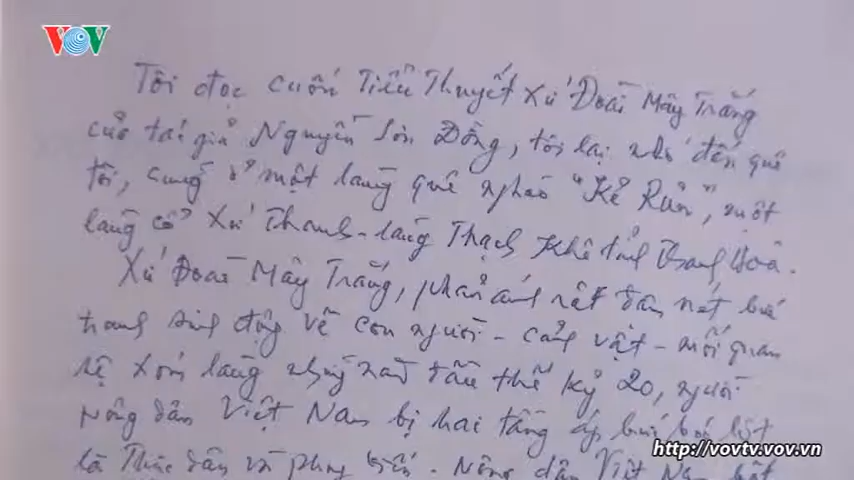 VOV
Tôi đọc cuốn Tiểu Thuyết Xứ Đoài Mây Trắng
của tác giả Nguyễn Sơn Đồng, tôi lại nhớ đến quê
tôi, cũng ở một làng quê nghèo "Kẻ Rủn", một
làng cổ Xứ Thanh - làng Thạch Khê tỉnh Thanh Hoá.
Xứ Đoài Mây Trắng, phản ánh rất đậm nét bức
tranh sinh động về con người - cảnh vật - mối quan
hệ xóm làng những năm đầu thế kỷ 20, người
nông dân Việt Nam bị hai tầng áp bức bóc lột
là Thực dân và phong kiến. Nông dân Việt Nam bất
http://vovtv.vov.vn